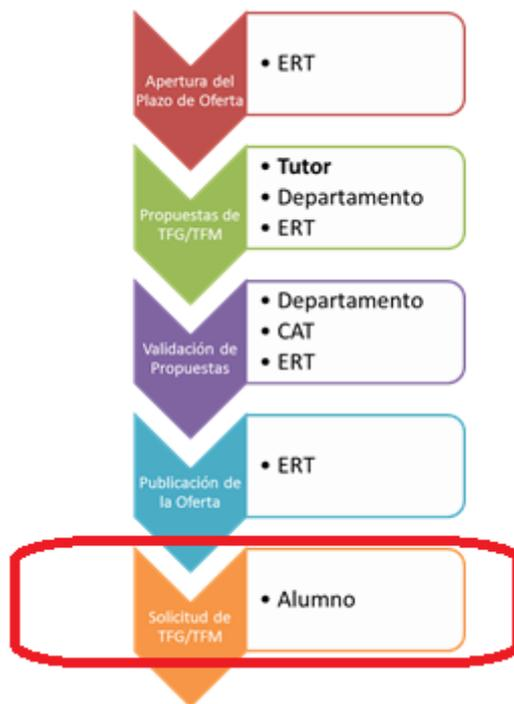 Apertura del
Plazo de Oferta
• ERT
Propuestas de
TFG/TFM
• Tutor
• Departamento
• ERT
Validación de
Propuestas
• Departamento
• CAT
• ERT
Publicación de
la Oferta
• ERT
Solicitud de
TFG/TFM
• Alumno